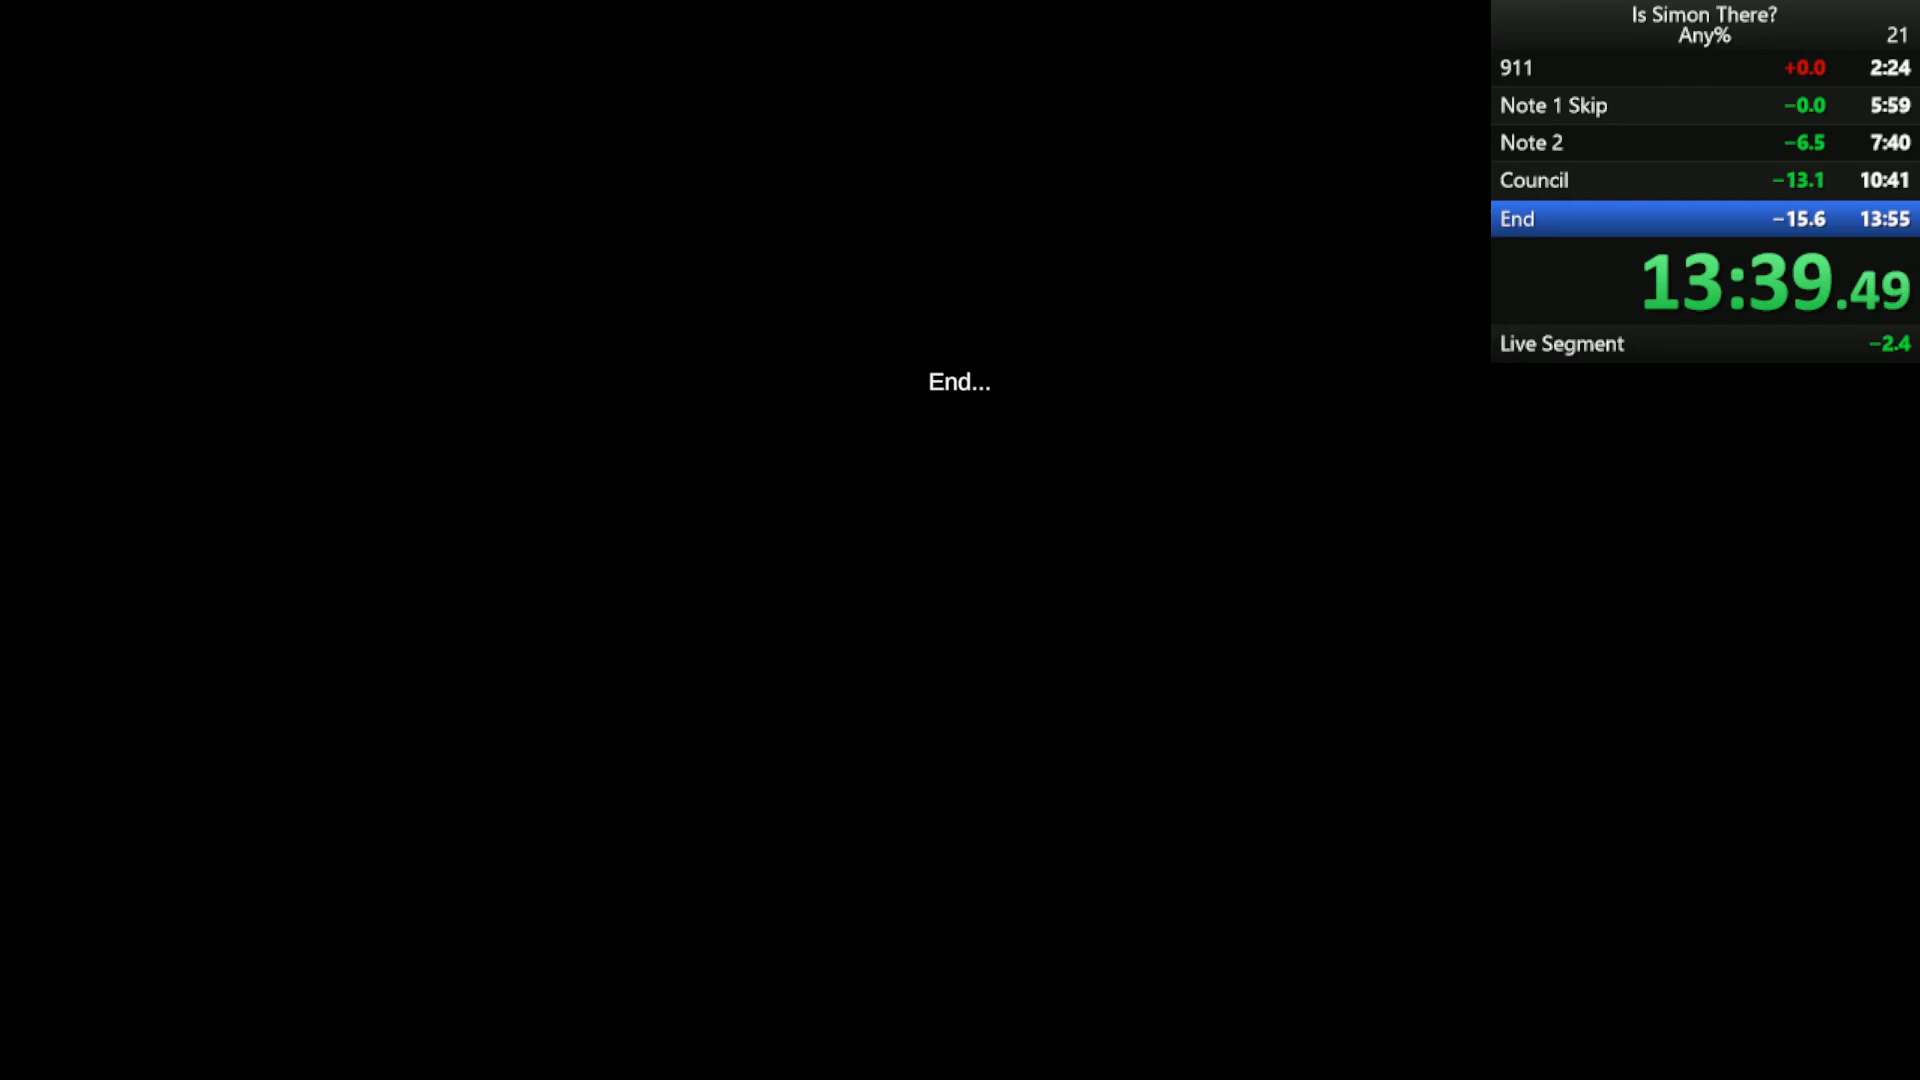 Is Simon There?
Any% 21
911 +0.0 2:24
Note 1 Skip −0.0 5:59
Note 2 −6.5 7:40
Council −13.1 10:41
End −15.6 13:55
13:39.49
Live Segment −2.4
End...